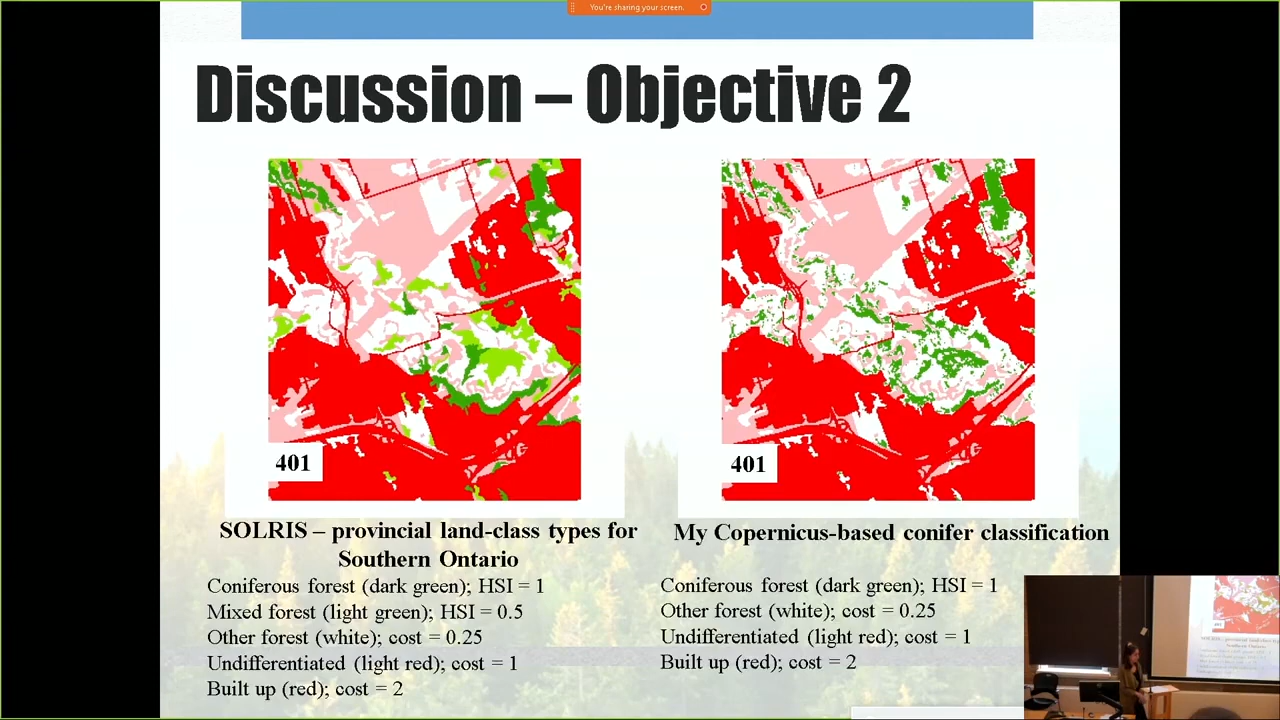 You're sharing your screen.
Discussion – Objective 2
401
401
SOLRIS – provincial land-class types for
Southern Ontario
Coniferous forest (dark green); HSI = 1
Mixed forest (light green); HSI = 0.5
Other forest (white); cost = 0.25
Undifferentiated (light red); cost = 1
Built up (red); cost = 2
My Copernicus-based conifer classification
Coniferous forest (dark green); HSI = 1
Other forest (white); cost = 0.25
Undifferentiated (light red); cost = 1
Built up (red); cost = 2